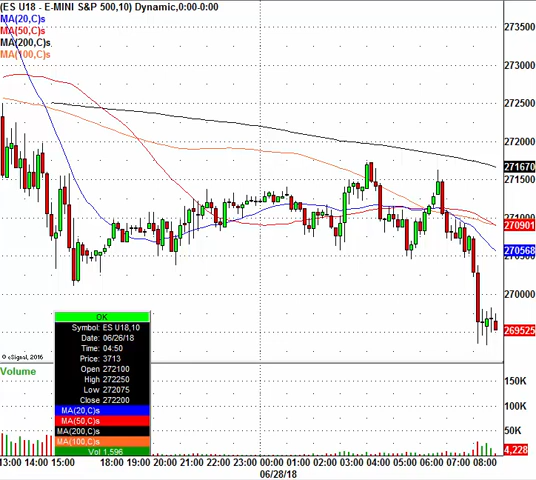 (ES U18 - E-MINI S&P 500,10) Dynamic,0:00-0:00
MA(20,C)s
MA(50,C)s
MA(200,C)s
MA(100,C)s
273500
273000
272500
272000
271670
271500
271000
270901
270568
270500
270000
269525
OK
Symbol: ES U18,10
Date: 06/26/18
Time: 04:50
Price: 3713
Open 272100
High 272250
Low 272075
Close 272200
MA(20,C)s
MA(50,C)s
MA(200,C)s
MA(100,C)s
Vol 1.596
© eSignal, 2016
Volume
150K
100K
50K
4.228
13:00 14:00 15:00 18:00 19:00 20:00 21:00 22:00 23:00 00:00 01:00 02:00 03:00 04:00 05:00 06:00 07:00 08:00
06/28/18